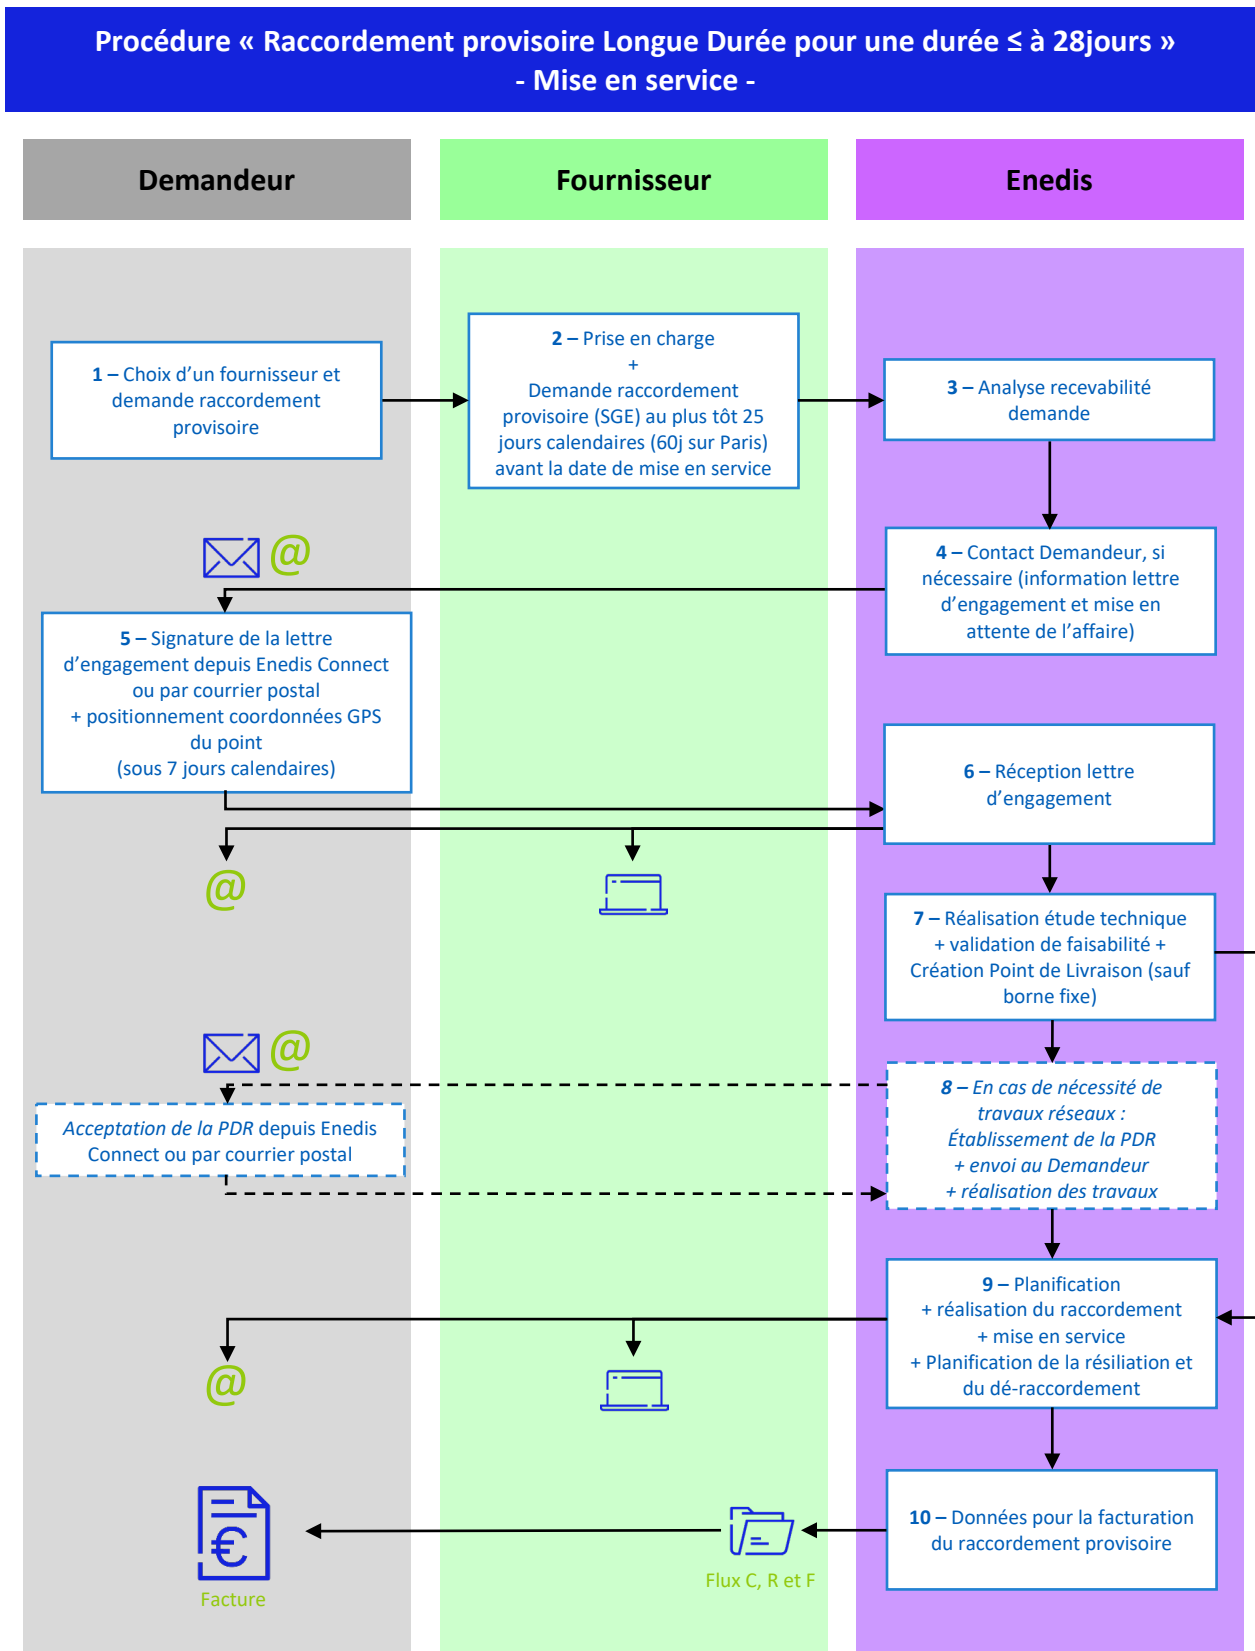 Procédure « Raccordement provisoire Longue Durée pour une durée ≤ à 28jours »
- Mise en service -
Demandeur
Fournisseur
Enedis
1 – Choix d'un fournisseur et
demande raccordement
provisoire
2 – Prise en charge
+
Demande raccordement
provisoire (SGE) au plus tôt 25
jours calendaires (60j sur Paris)
avant la date de mise en service
3 – Analyse recevabilité
demande
4 – Contact Demandeur, si
nécessaire (information lettre
d'engagement et mise en
attente de l'affaire)
@
5 – Signature de la lettre
d'engagement depuis Enedis Connect
ou par courrier postal
+ positionnement coordonnées GPS
du point
(sous 7 jours calendaires)
6 – Réception lettre
d'engagement
@
7 – Réalisation étude technique
+ validation de faisabilité +
Création Point de Livraison (sauf
borne fixe)
@
8 – En cas de nécessité de
travaux réseaux :
Établissement de la PDR
+ envoi au Demandeur
+ réalisation des travaux
Acceptation de la PDR depuis Enedis
Connect ou par courrier postal
9 – Planification
+ réalisation du raccordement
+ mise en service
+ Planification de la résiliation et
du dé-raccordement
@
10 – Données pour la facturation
du raccordement provisoire
€
Flux C, R et F
Facture